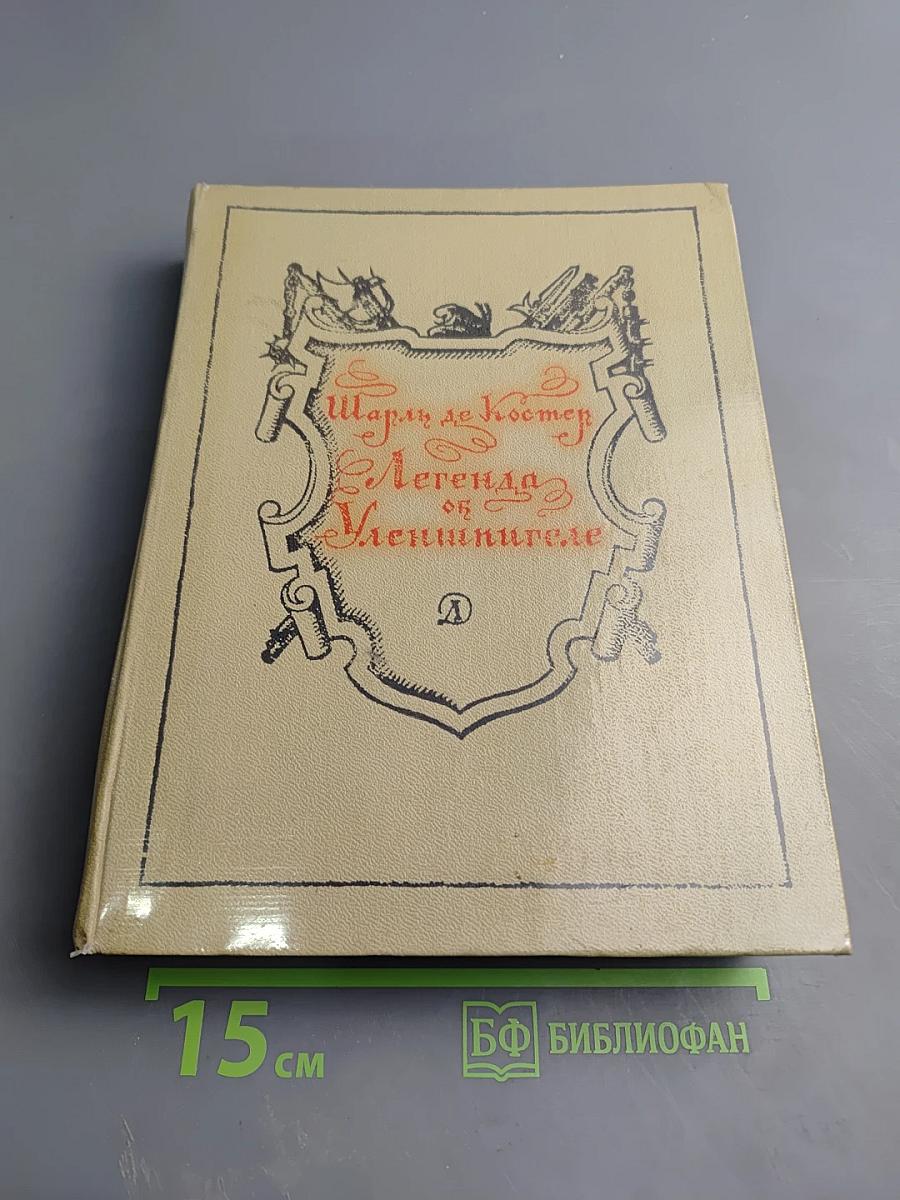 Шарль де Костер
Легенда
об
Уленшпигеле
Д
15 см
БФ БИБЛИОФАН